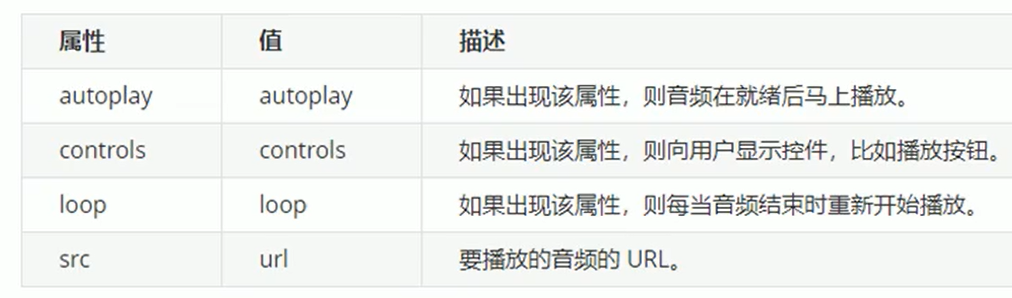 属性 值 描述
autoplay autoplay 如果出现该属性，则音频在就绪后马上播放。
controls controls 如果出现该属性，则向用户显示控件，比如播放按钮。
loop loop 如果出现该属性，则每当音频结束时重新开始播放。
src url 要播放的音频的 URL。